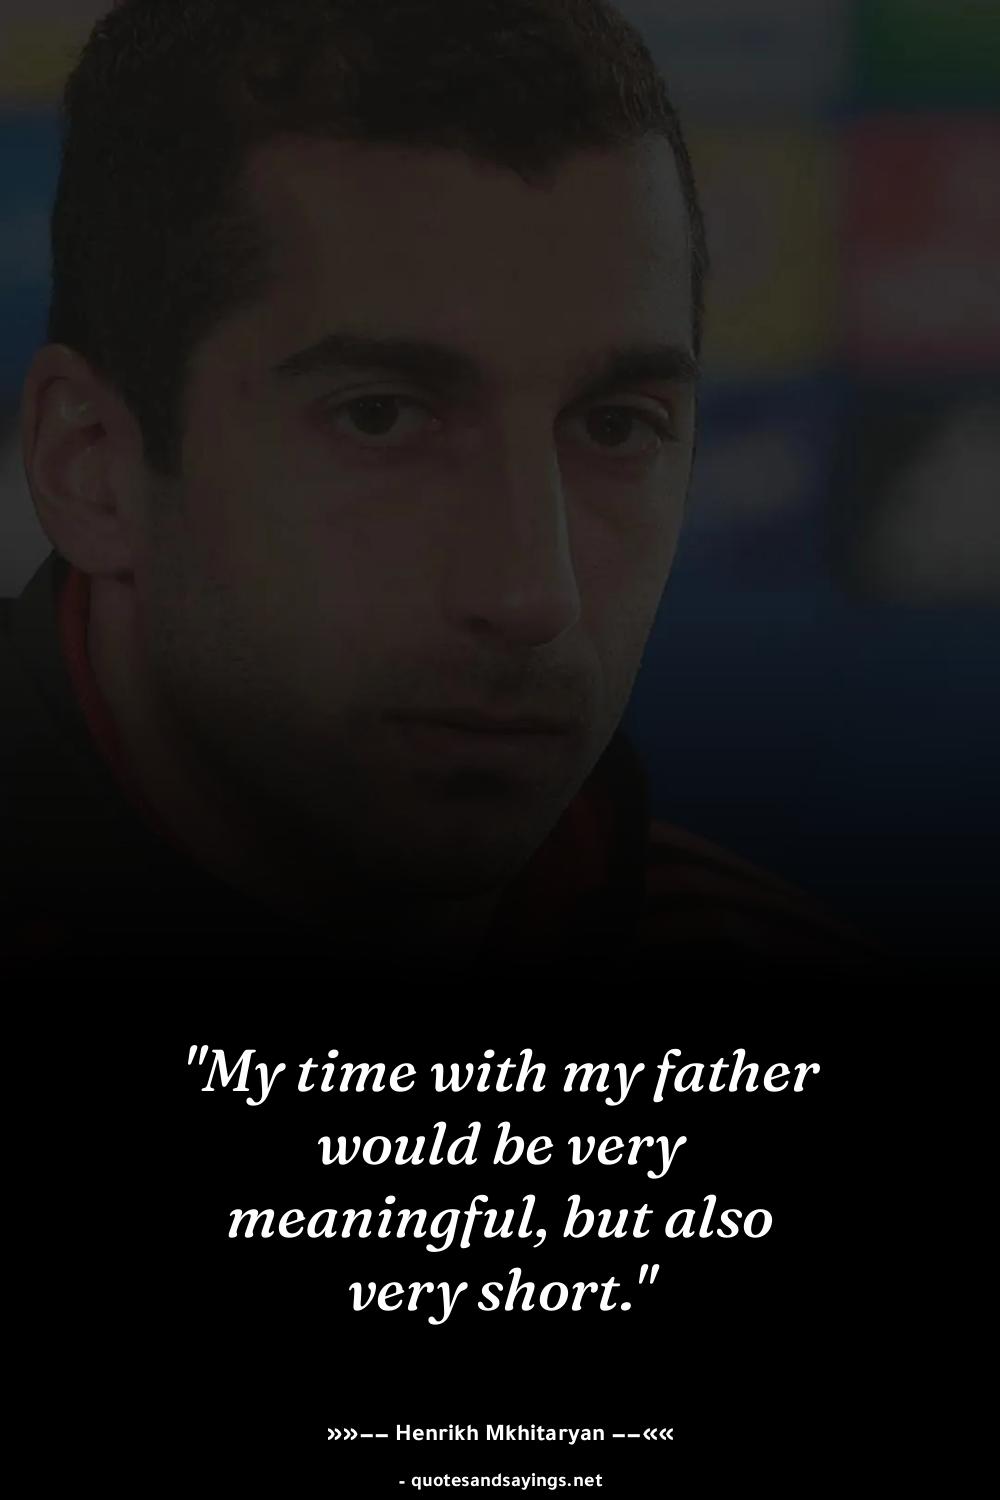 "My time with my father
would be very
meaningful, but also
very short."
»»–– Henrikh Mkhitaryan ––««
- quotesandsayings.net